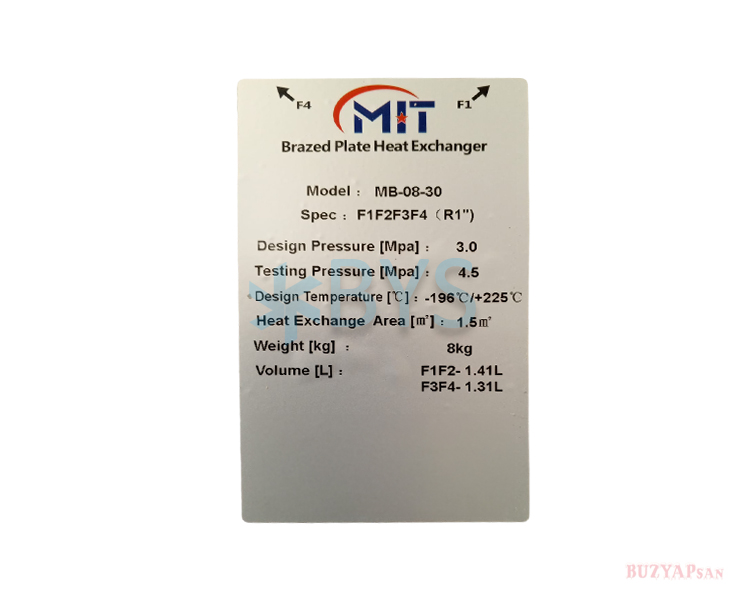 F4 MIT F1
Brazed Plate Heat Exchanger
Model : MB-08-30
Spec : F1F2F3F4 (R1")
Design Pressure [Mpa] : 3.0
Testing Pressure [Mpa] : 4.5
Design Temperature [℃] : -196℃/+225℃
Heat Exchange Area [㎡] : 1.5㎡
Weight [kg] : 8kg
Volume [L] : F1F2- 1.41L
F3F4- 1.31L
BYS
BUZYAPSAN